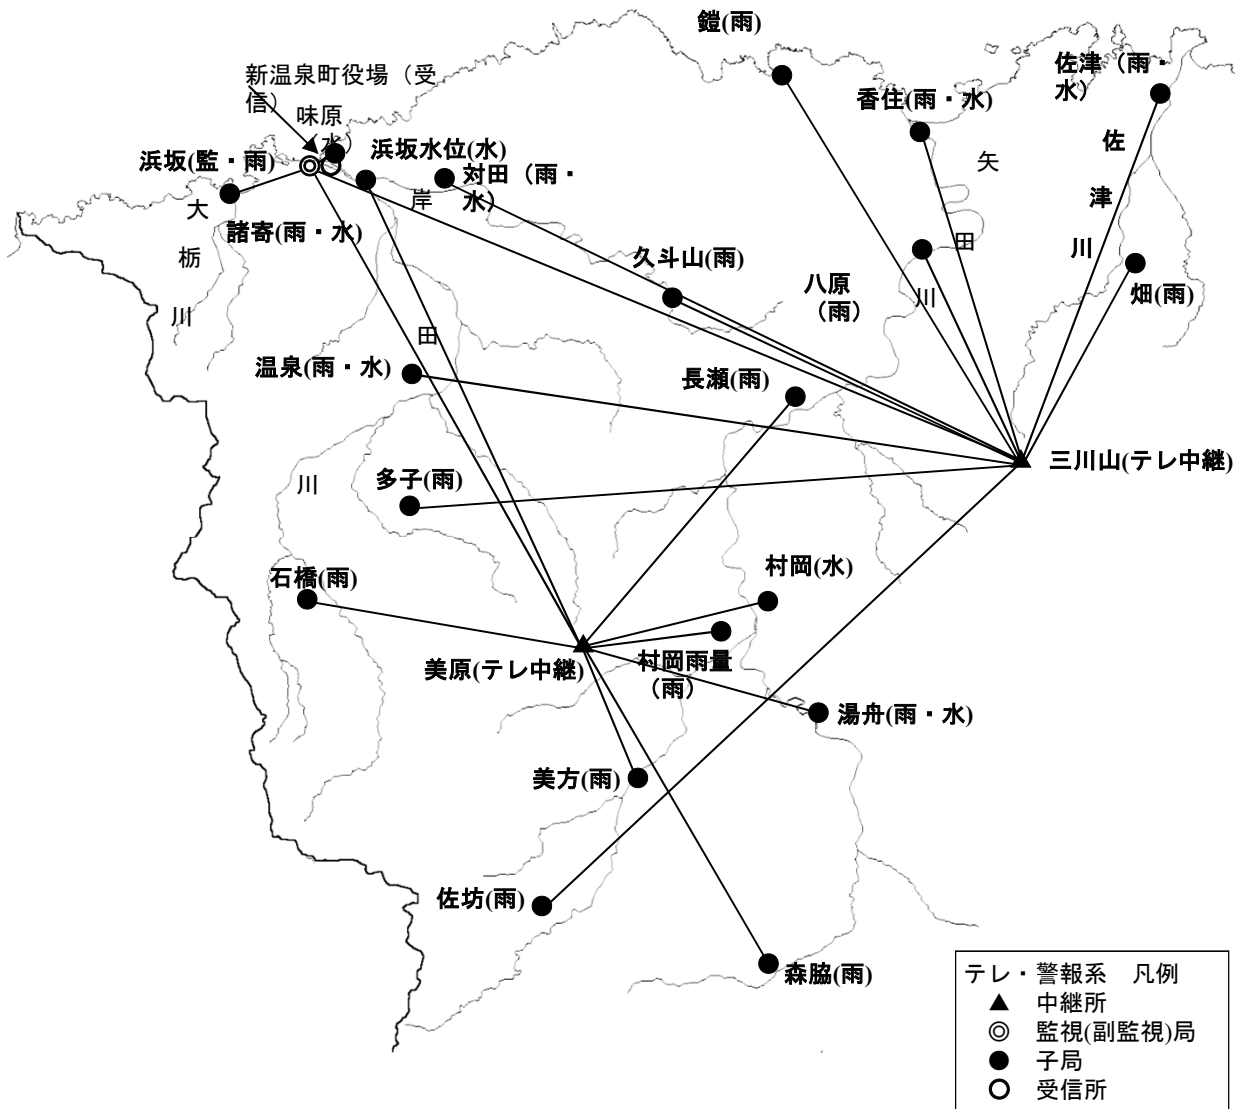 鎧(雨)
佐津（雨・
水）
新温泉町役場（受
信）
香住(雨・水)
味原
（水）
浜坂水位(水)
浜坂(監・雨)
対田（雨・
水）
佐
矢
津
川
田
川
大
栃
川
岸
田
川
諸寄(雨・水)
久斗山(雨)
八原
（雨）
畑(雨)
温泉(雨・水)
長瀬(雨)
三川山(テレ中継)
多子(雨)
村岡(水)
石橋(雨)
美原(テレ中継)
村岡雨量
（雨）
湯舟(雨・水)
美方(雨)
佐坊(雨)
森脇(雨)
テレ・警報系　凡例
▲　中継所
◎　監視(副監視)局
●　子局
○　受信所